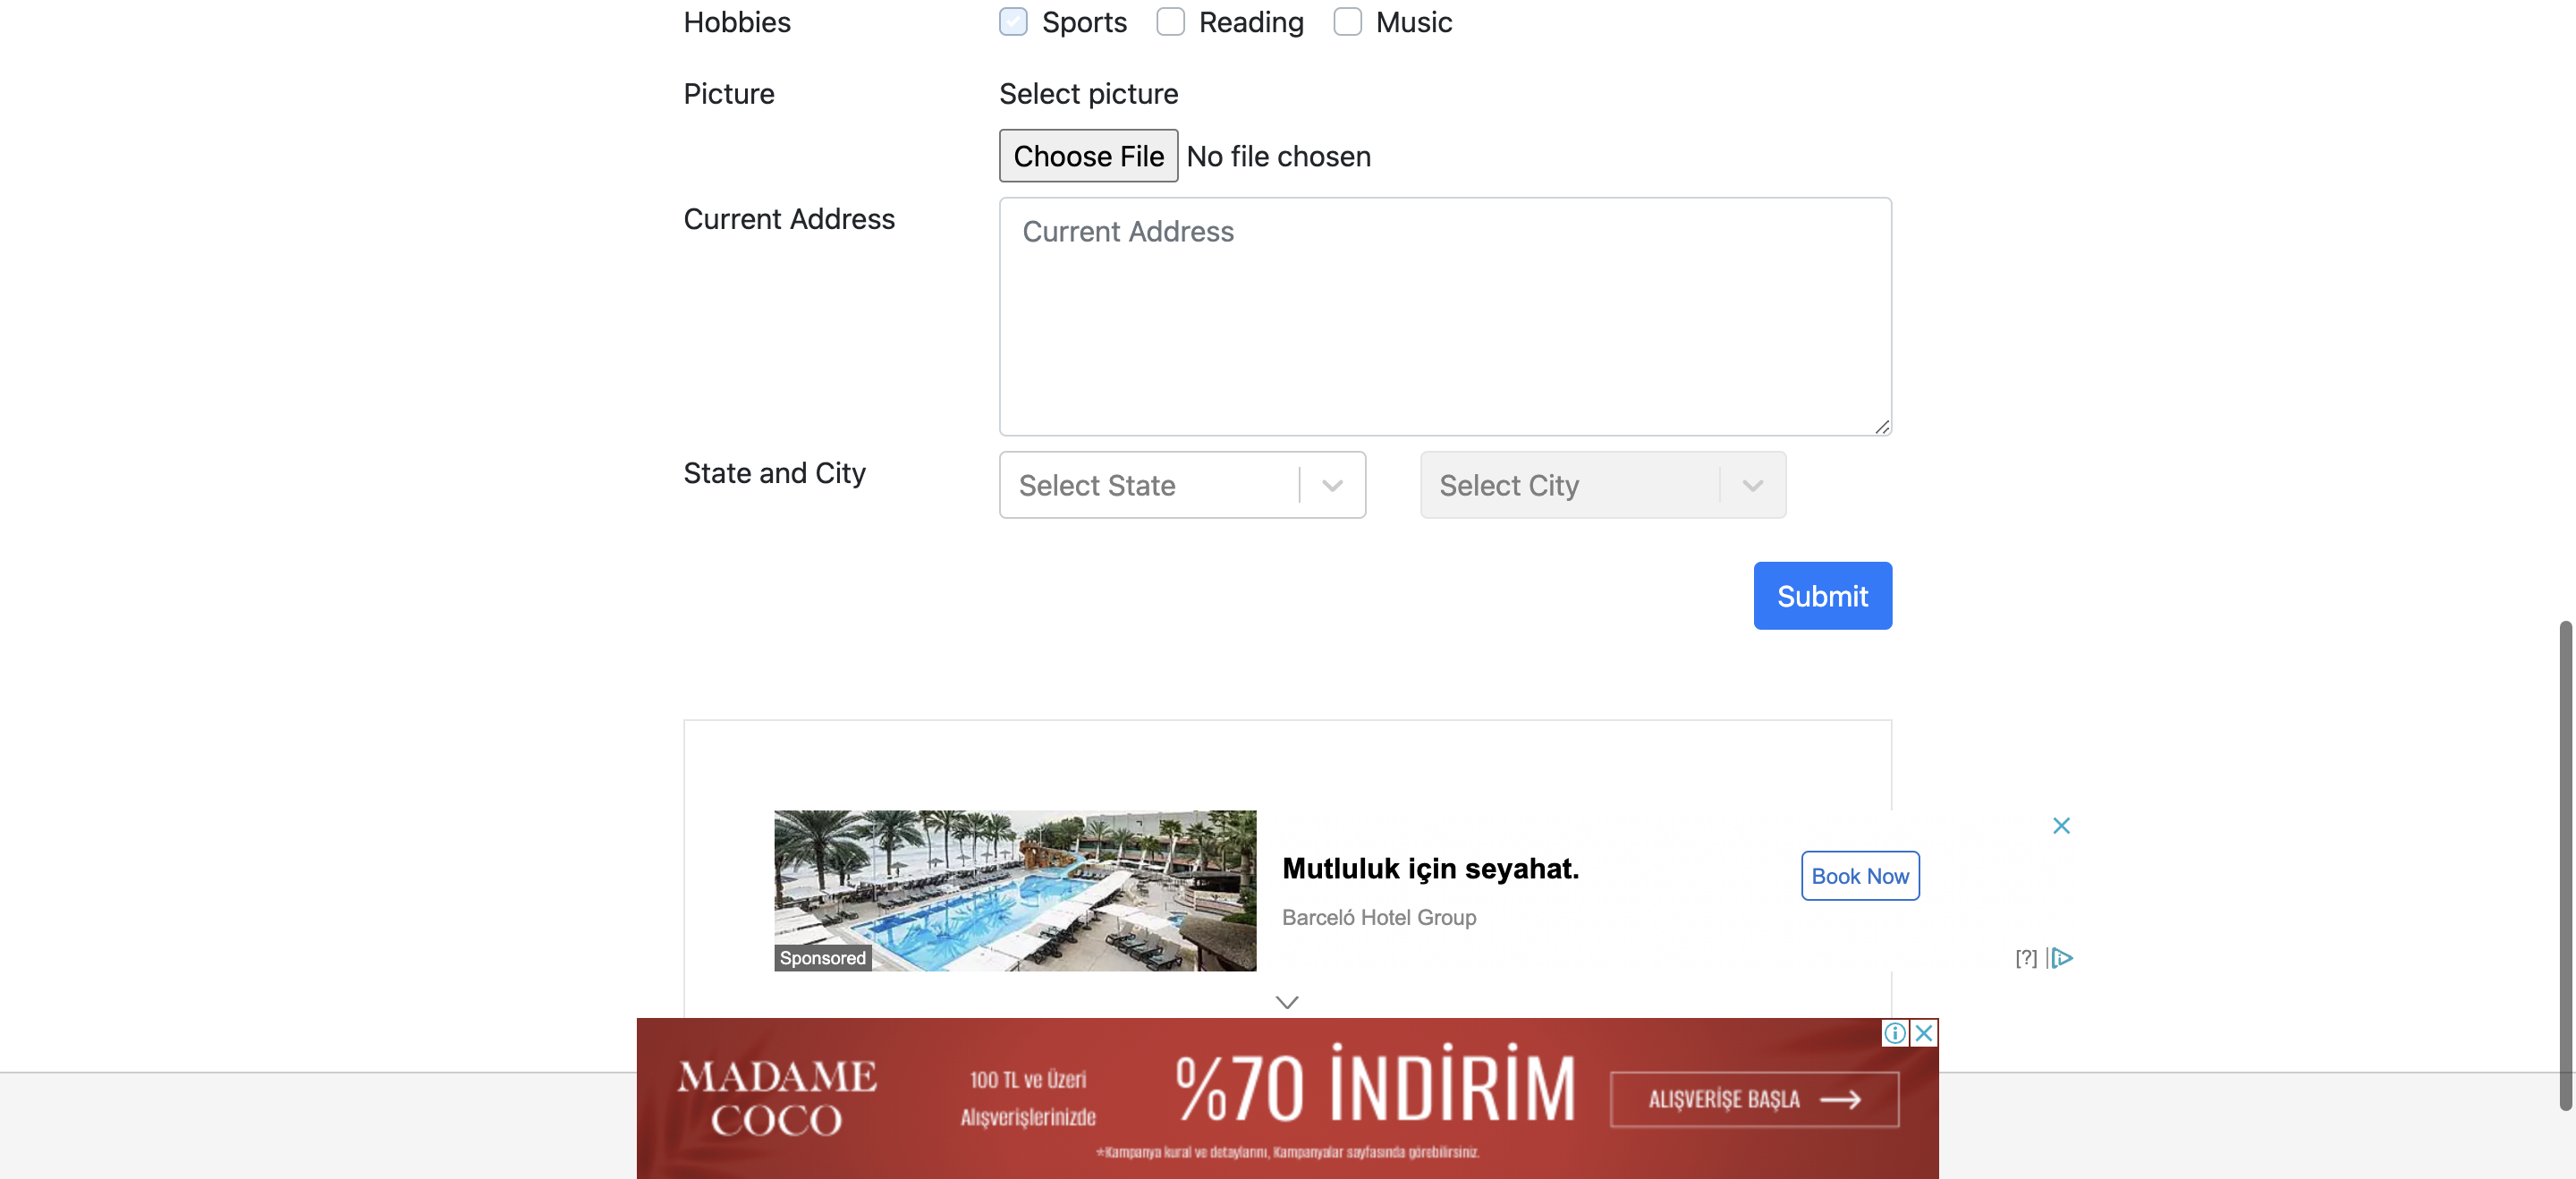 Hobbies Sports Reading Music
Picture Select picture
Choose File No file chosen
Current Address Current Address
State and City Select State Select City
Submit
Mutluluk için seyahat.
Barceló Hotel Group
Book Now
Sponsored
[?]
MADAME
COCO
100 TL ve Üzeri
Alışverişlerinizde
%70 İNDİRİM
ALIŞVERİŞE BAŞLA
*Kampanya kural ve detaylarını, Kampanyalar sayfasında görebilirsiniz.